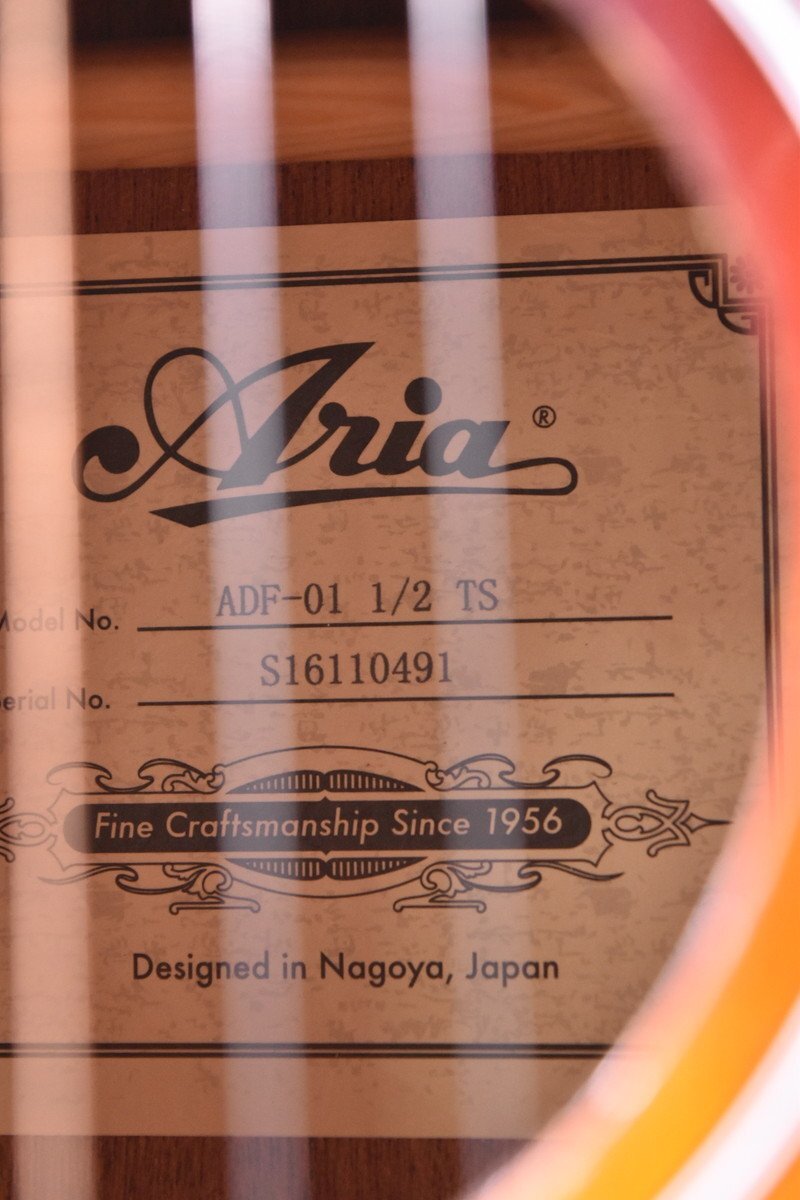 Aria®
Model No. ADF-01 1/2 TS
Serial No. S16110491
Fine Craftsmanship Since 1956
Designed in Nagoya, Japan